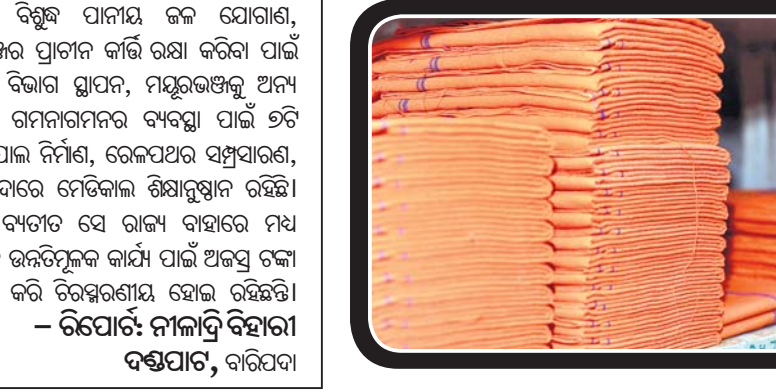 ବିଶୁଦ୍ଧ ପାନୀୟ ଜଳ ଯୋଗାଣ,
ପ୍ରାଚୀନ କୀର୍ତ୍ତି ରକ୍ଷା କରିବା ପାଇଁ
ବିଭାଗ ସ୍ଥାପନ, ମୟୂରଭଞ୍ଜକୁ ଅନ୍ୟ
ଗମନାଗମନର ବ୍ୟବସ୍ଥା ପାଇଁ ୭ଟି
ନିର୍ମାଣ, ରେଳପଥର ସମ୍ପ୍ରସାରଣ,
ମେଡିକାଲ ଶିକ୍ଷାନୁଷ୍ଠାନ ରହିଛି।
ବ୍ୟତୀତ ସେ ରାଜ୍ୟ ବାହାରେ ମଧ୍ୟ
ଉନ୍ନତିମୂଳକ କାର୍ଯ୍ୟ ପାଇଁ ଅଜସ୍ର ଟଙ୍କା
କରି ଚିରସ୍ମରଣୀୟ ହୋଇ ରହିଛନ୍ତି।
– ରିପୋର୍ଟ: ନୀଳାଦ୍ରି ବିହାରୀ
ଦଣ୍ଡପାଟ, ବାରିପଦା